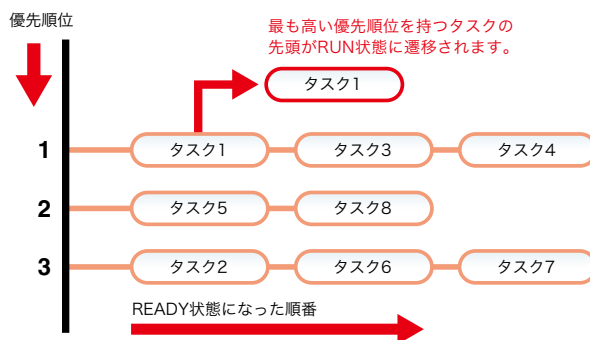 優先順位
最も高い優先順位を持つタスクの
先頭がRUN状態に遷移されます。
タスク1
1 タスク1 タスク3 タスク4
2 タスク5 タスク8
3 タスク2 タスク6 タスク7
READY状態になった順番